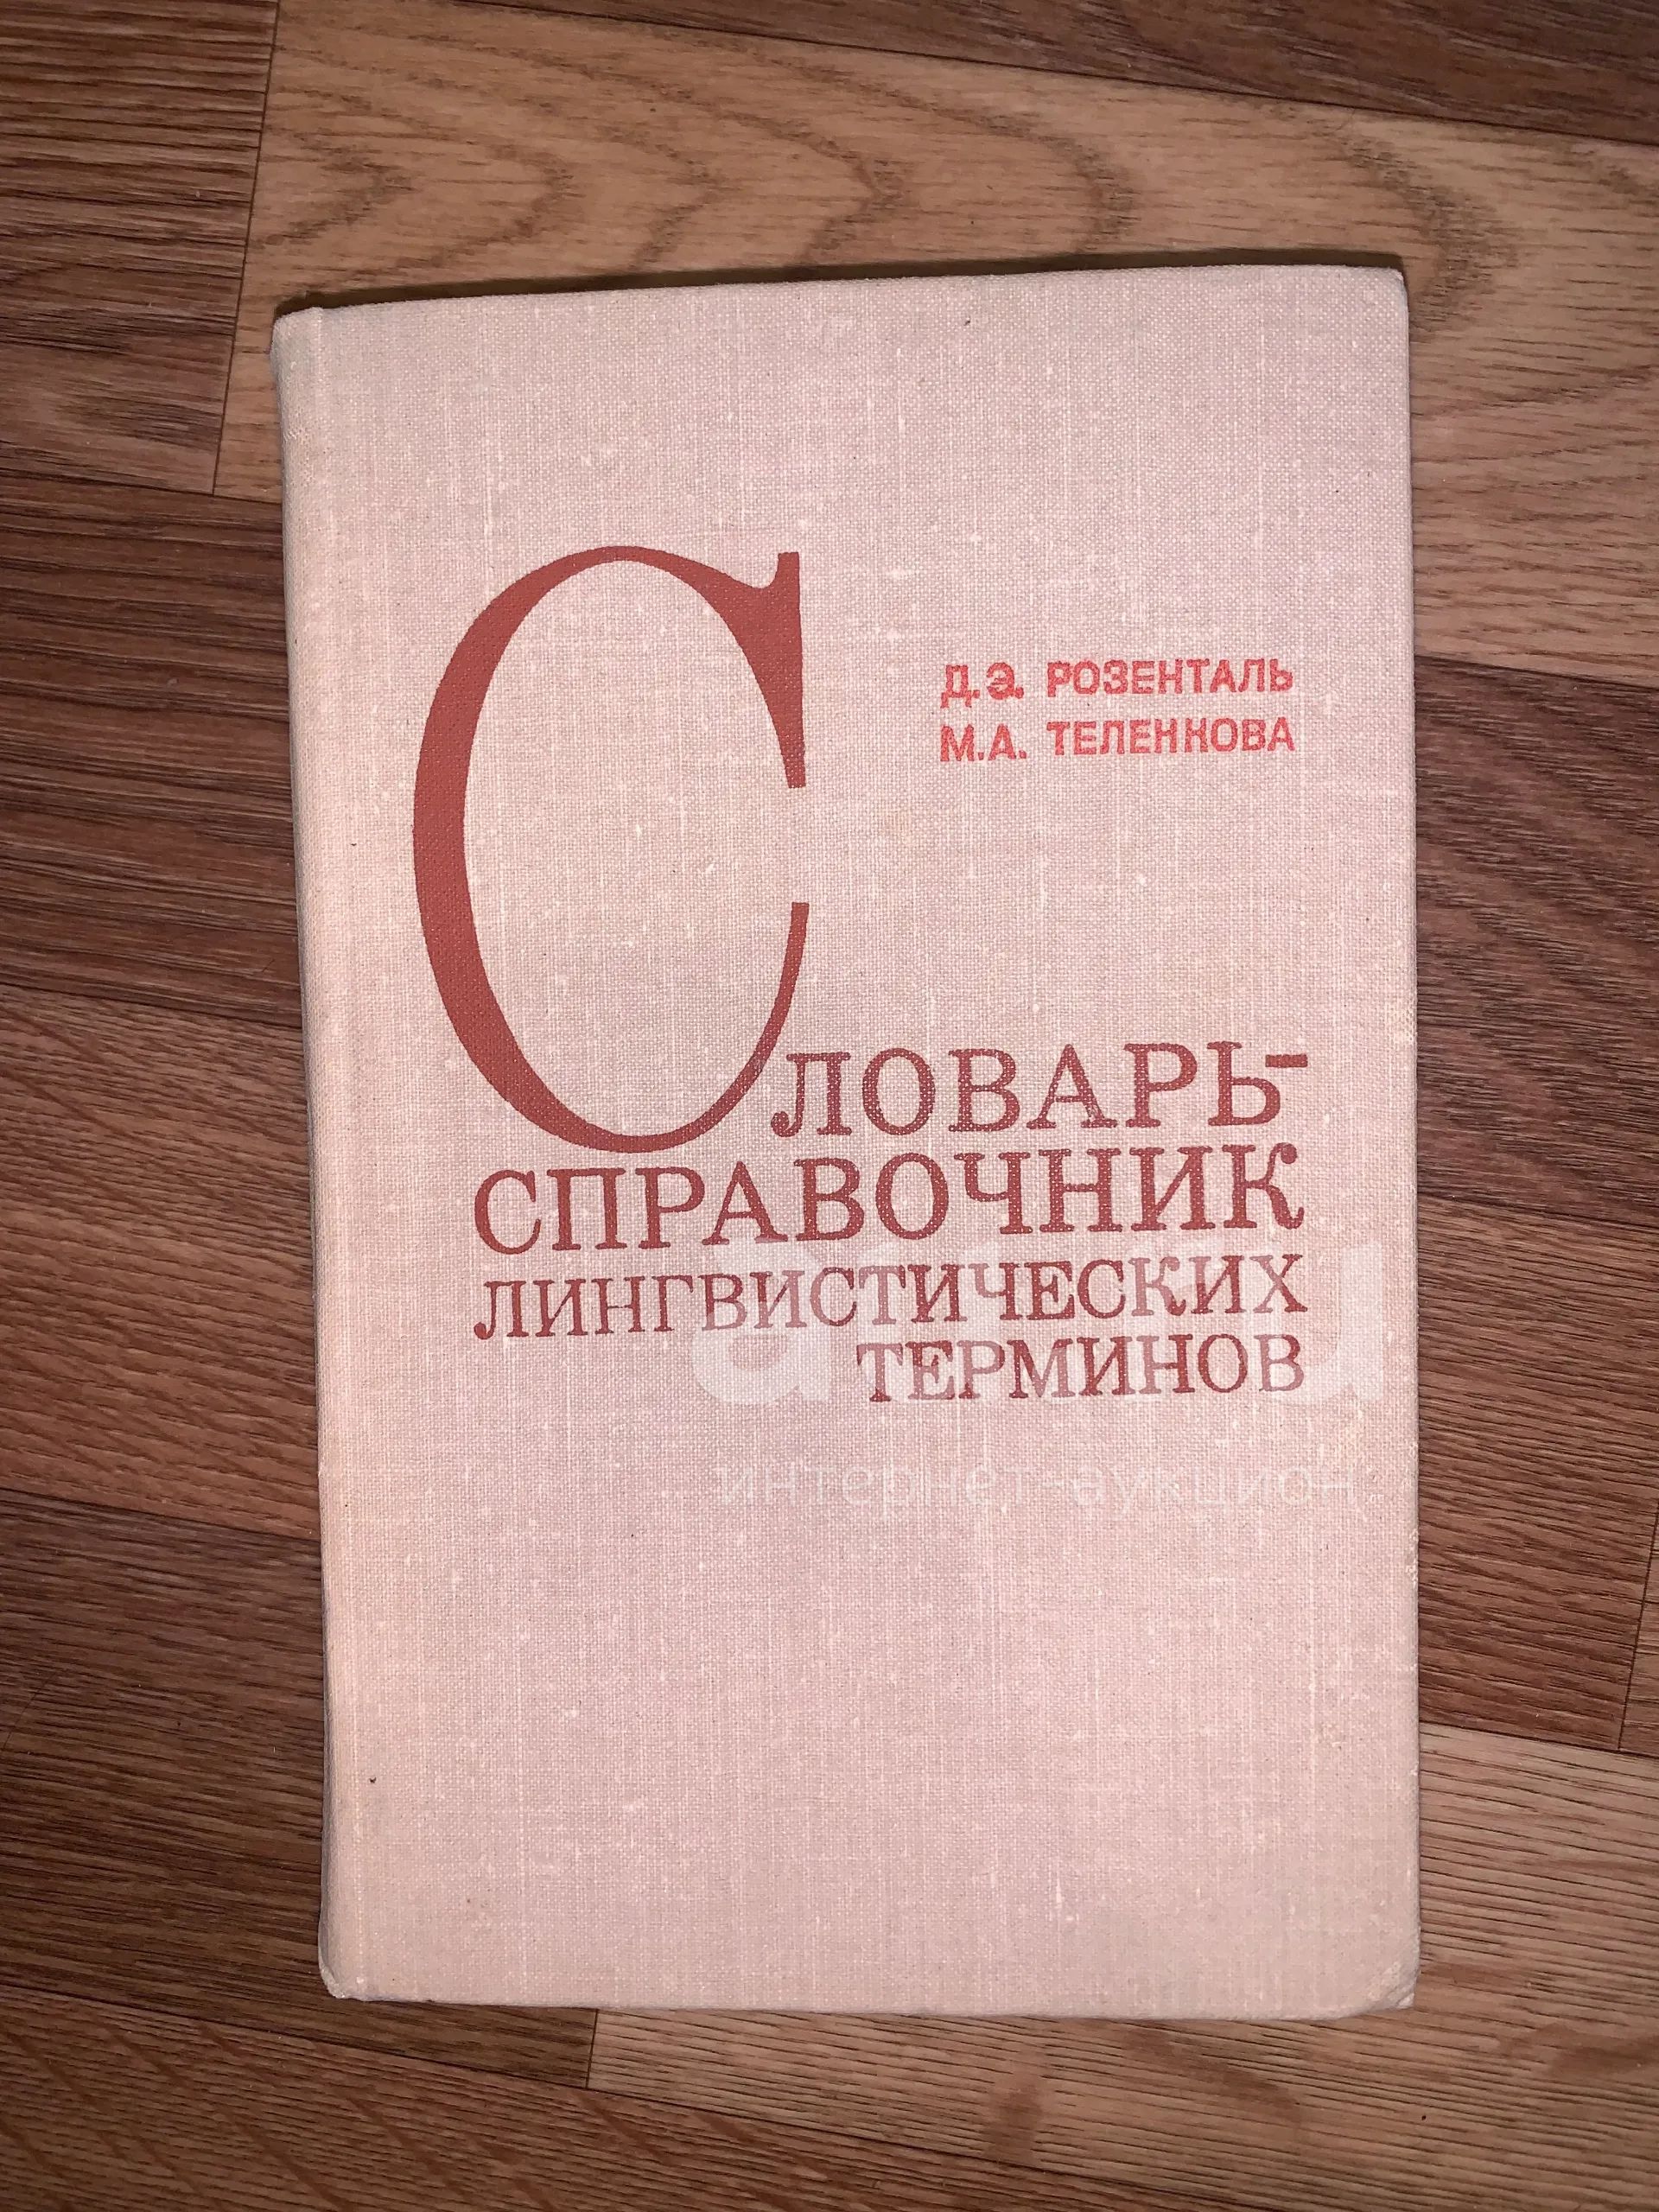 Д.Э. РОЗЕНТАЛЬ
М.А. ТЕЛЕНКОВА
СЛОВАРЬ-
СПРАВОЧНИК
ЛИНГВИСТИЧЕСКИХ
ТЕРМИНОВ
интернет-аукцион